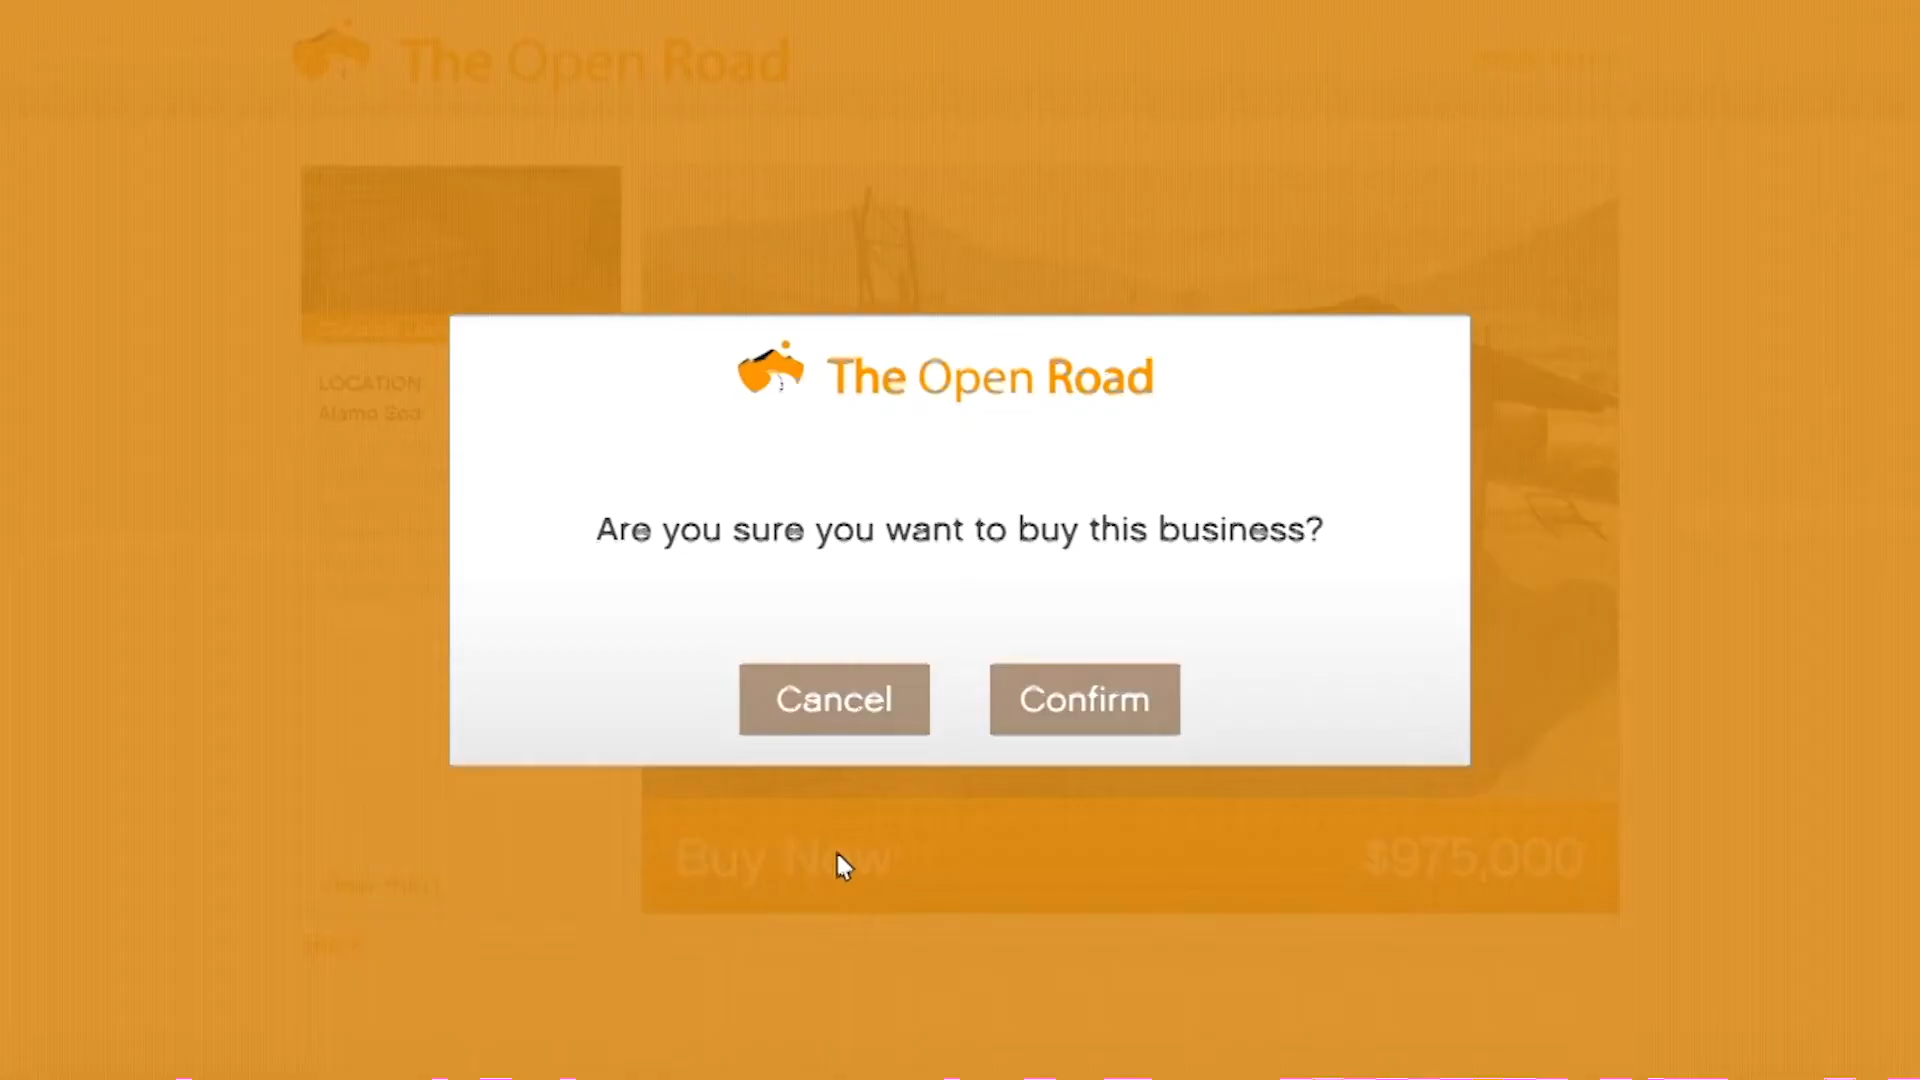 The Open Road
LOCATION
The Open Road
Are you sure you want to buy this business?
Cancel
Confirm
Buy Now
$975,000